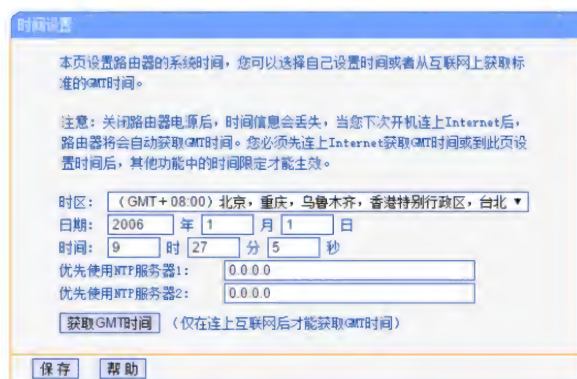 时间设置
本页设置路由器的系统时间，您可以选择自己设置时间或者从互联网上获取标
准的GMT时间。
注意：关闭路由器电源后，时间信息会丢失，当您下次开机连上Internet后，
路由器将会自动获取GMT时间。您必须先连上Internet获取GMT时间或到此页设
置时间后，其他功能中的时间限定才能生效。
时区： （GMT+08:00）北京，重庆，乌鲁木齐，香港特别行政区，台北
日期： 2006 年 1 月 1 日
时间： 9 时 27 分 5 秒
优先使用NTP服务器1： 0.0.0.0
优先使用NTP服务器2： 0.0.0.0
获取GMT时间 （仅在连上互联网后才能获取GMT时间）
保存 帮助